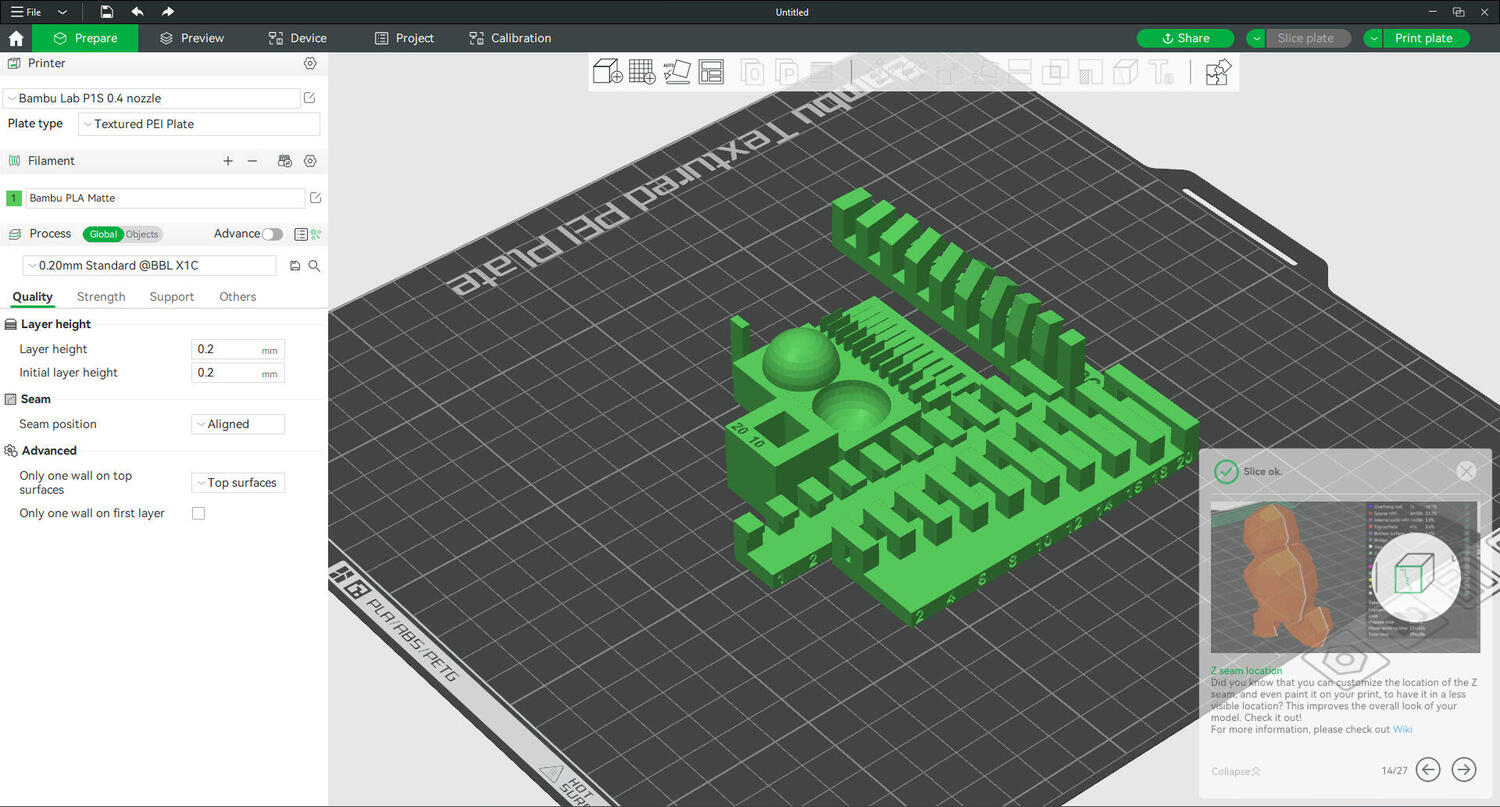 File
Untitled
Prepare
Preview
Device
Project
Calibration
Share
Slice plate
Print plate
Printer
Bambu Lab P1S 0.4 nozzle
Plate type
Textured PEI Plate
Filament
1
Bambu PLA Matte
Process
Global
Objects
Advance
0.20mm Standard @BBL X1C
Quality
Strength
Support
Others
Layer height
Layer height
0.2
mm
Initial layer height
0.2
mm
Seam
Seam position
Aligned
Advanced
Only one wall on top
surfaces
Top surfaces
Only one wall on first layer
AUTO
Bambu Textured PEI Plate
20 10
1 2
2 4 6 8 10 12 14 16 18 20
PLA/ABS/PETG
HOT
SURF
Slice ok.
Z seam location
Did you know that you can customize the location of the Z
seam, and even paint it on your print, to have it in a less
visible location? This improves the overall look of your
model. Check it out!
For more information, please check out Wiki
Collapse
14/27